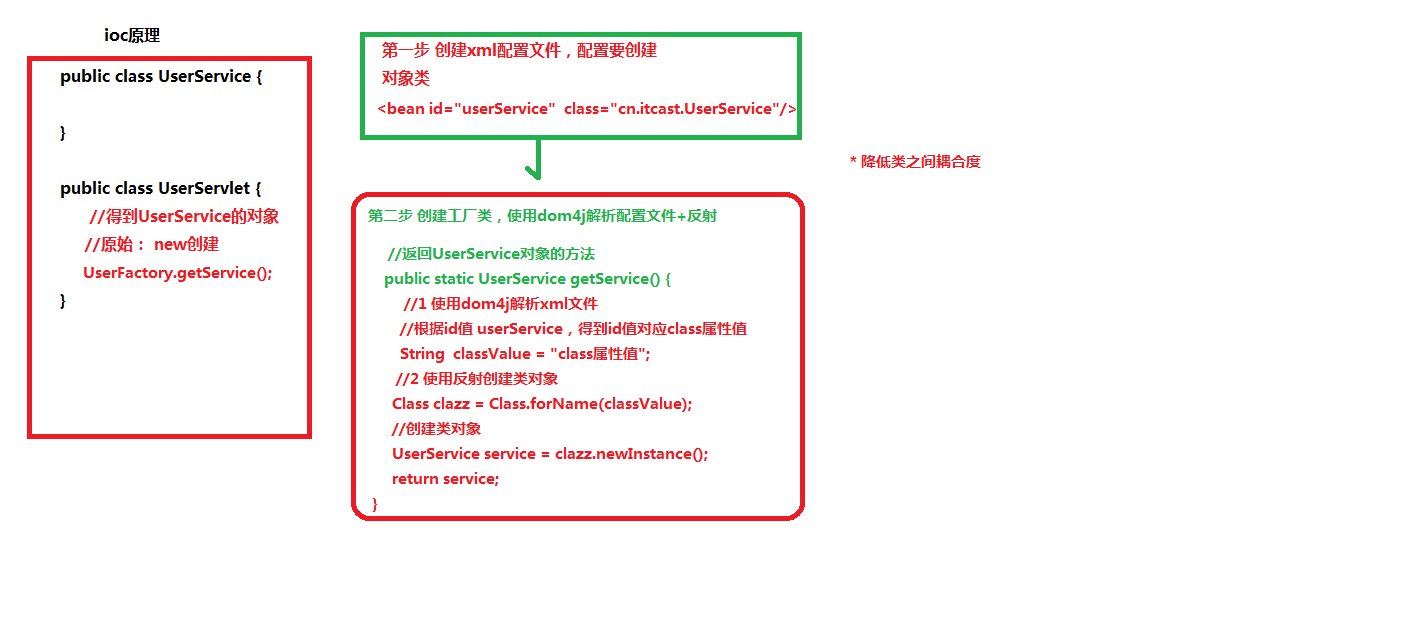 ioc原理
public class UserService {
}
public class UserServlet {
//得到UserService的对象
//原始： new创建
UserFactory.getService();
}
第一步 创建xml配置文件，配置要创建
对象类
<bean id="userService"  class="cn.itcast.UserService"/>
* 降低类之间耦合度
第二步 创建工厂类，使用dom4j解析配置文件+反射
//返回UserService对象的方法
public static UserService getService() {
//1 使用dom4j解析xml文件
//根据id值 userService，得到id值对应class属性值
String  classValue = "class属性值";
//2 使用反射创建类对象
Class clazz = Class.forName(classValue);
//创建类对象
UserService service = clazz.newInstance();
return service;
}